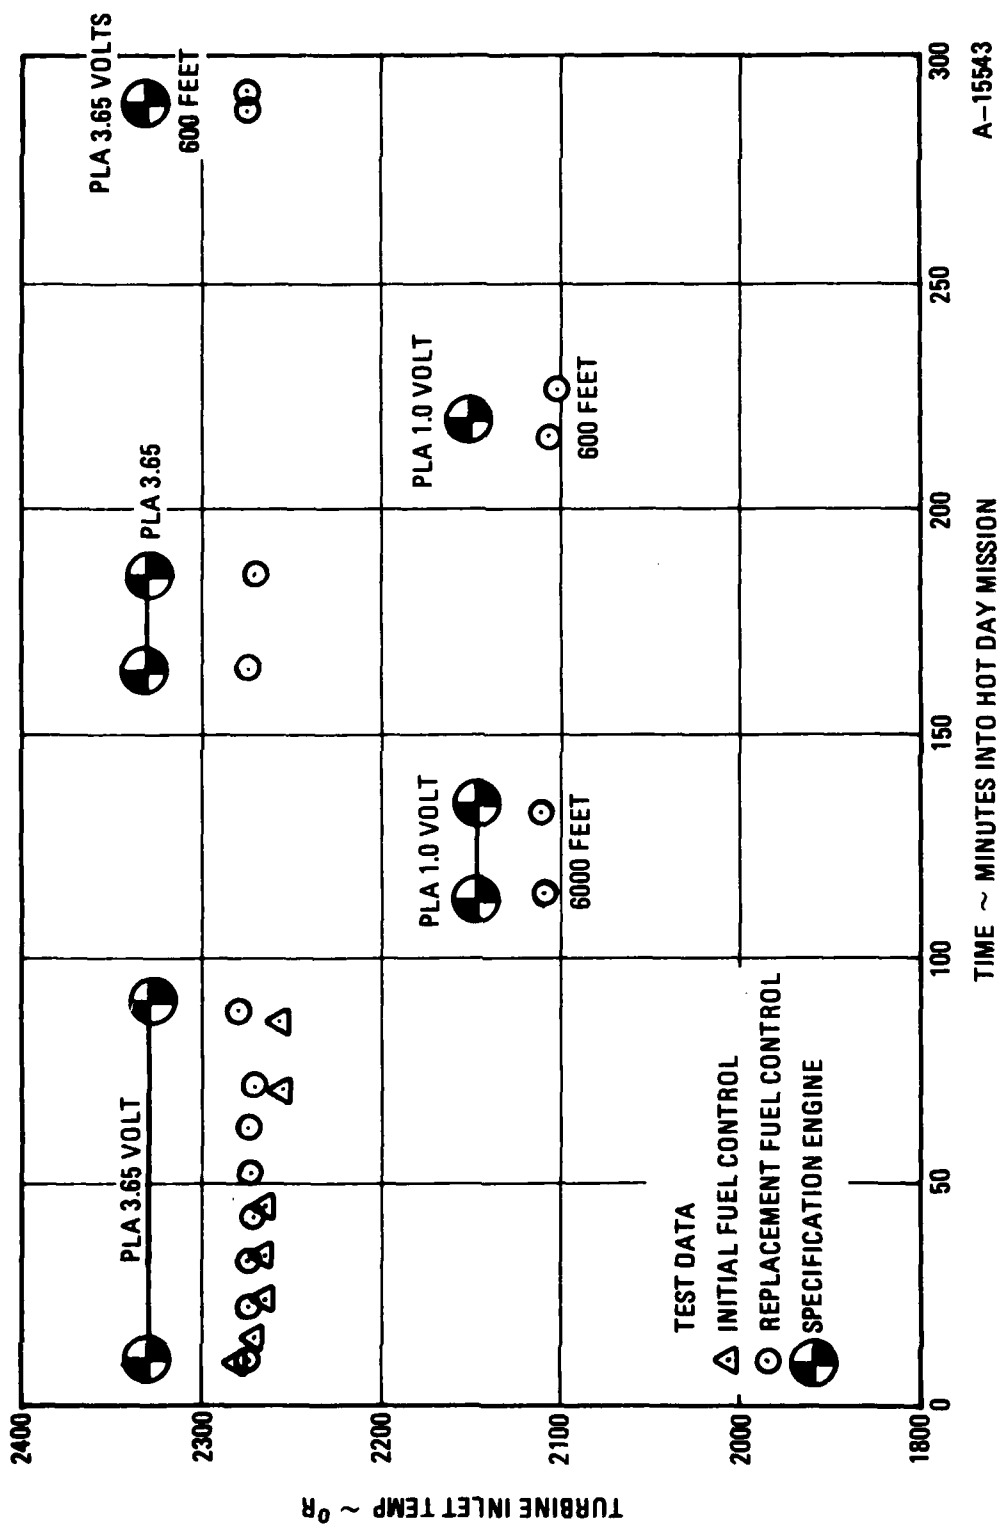 PLA 3.65 VOLTS
600 FEET
PLA 3.65
PLA 3.65 VOLT
PLA 1.0 VOLT
6000 FEET
PLA 1.0 VOLT
600 FEET
TEST DATA
INITIAL FUEL CONTROL
REPLACEMENT FUEL CONTROL
SPECIFICATION ENGINE
TURBINE INLET TEMP ~ °R
2400
2300
2200
2100
2000
1800
0
50
100
150
200
250
300
TIME ~ MINUTES INTO HOT DAY MISSION
A-15543